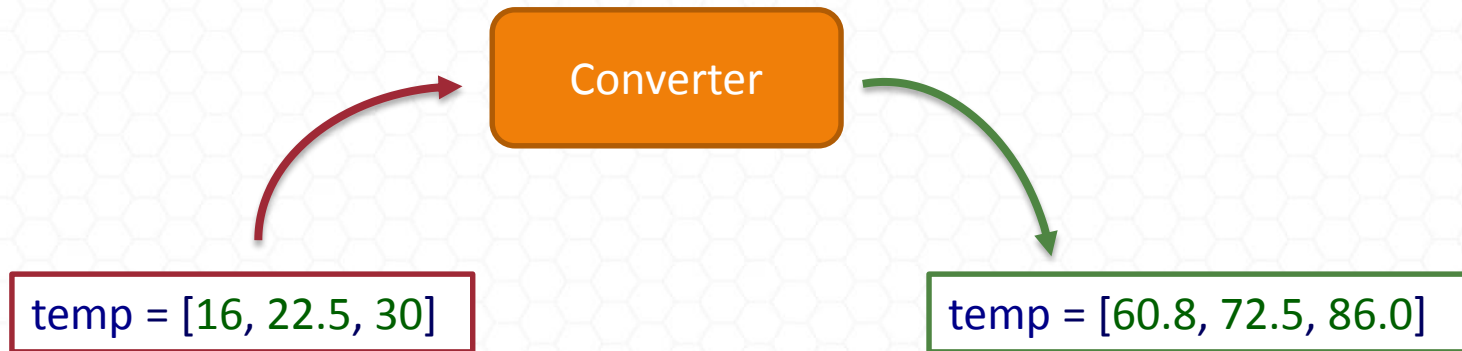 Converter
temp = [16, 22.5, 30]
temp = [60.8, 72.5, 86.0]